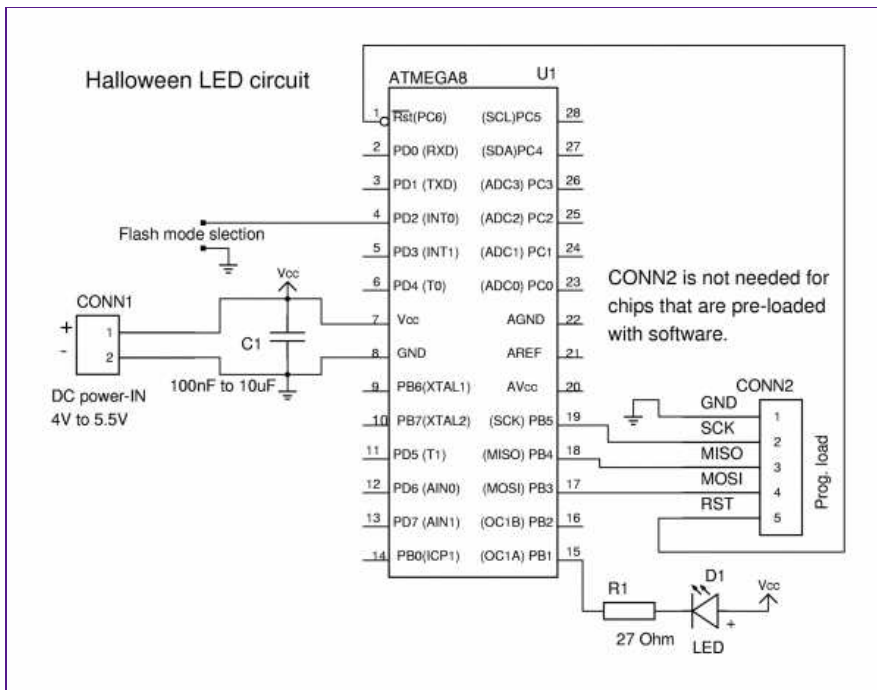 Halloween LED circuit
ATMEGA8
U1
1 Rst(PC6) (SCL)PC5 28
2 PD0 (RXD) (SDA)PC4 27
3 PD1 (TXD) (ADC3) PC3 26
4 PD2 (INT0) (ADC2) PC2 25
Flash mode slection
5 PD3 (INT1) (ADC1) PC1 24
6 PD4 (T0) (ADC0) PC0 23
7 Vcc AGND 22
8 GND AREF 21
9 PB6(XTAL1) AVcc 20
10 PB7(XTAL2) (SCK) PB5 19
11 PD5 (T1) (MISO) PB4 18
12 PD6 (AIN0) (MOSI) PB3 17
13 PD7 (AIN1) (OC1B) PB2 16
14 PB0(ICP1) (OC1A) PB1 15
Vcc
CONN1
+ 1
- 2
C1
100nF to 10uF
DC power-IN
4V to 5.5V
CONN2 is not needed for
chips that are pre-loaded
with software.
CONN2
GND 1
SCK 2
MISO 3
MOSI 4
RST 5
Prog. load
R1
27 Ohm
D1
+
LED
Vcc